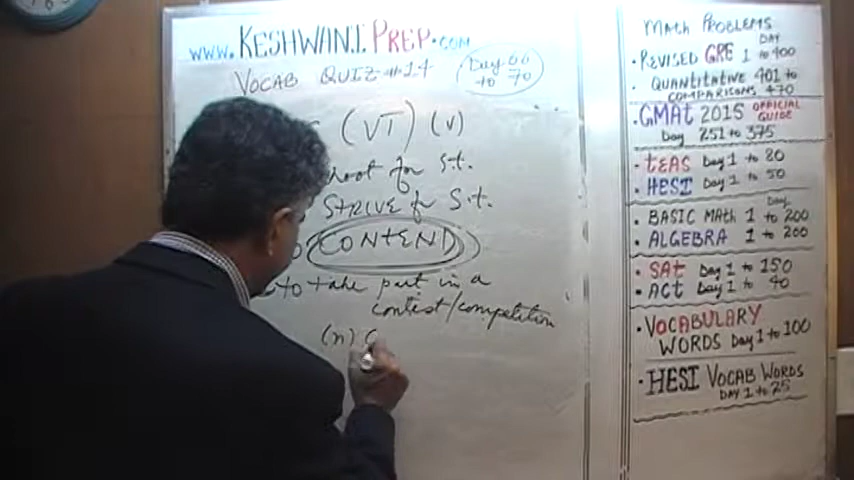 www.KESHWANI PREP.com
VOCAB QUIZ #14
Day 60 to 70
(VT) (V)
hoot for s.t.
STRIVE for s.t.
CONTEND
to take part in a
contest/competition
(n) C
Math PROBLEMS
DAY
• REVISED GRE 1 to 400
• QUANTITATIVE 401 to
COMPARISONS 470
• GMAT 2015 OFFICIAL GUIDE
Day 251 to 375
• tEAS Day 1 to 20
• HESI Day 1 to 50
Day
• BASIC Math 1 to 200
• ALGEBRA 1 to 200
• SAt Day 1 to 150
• ACt Day 1 to 40
• VOCABULARY
WORDS Day 1 to 100
• HESI VOCAB WORDS
DAY 1 to 25